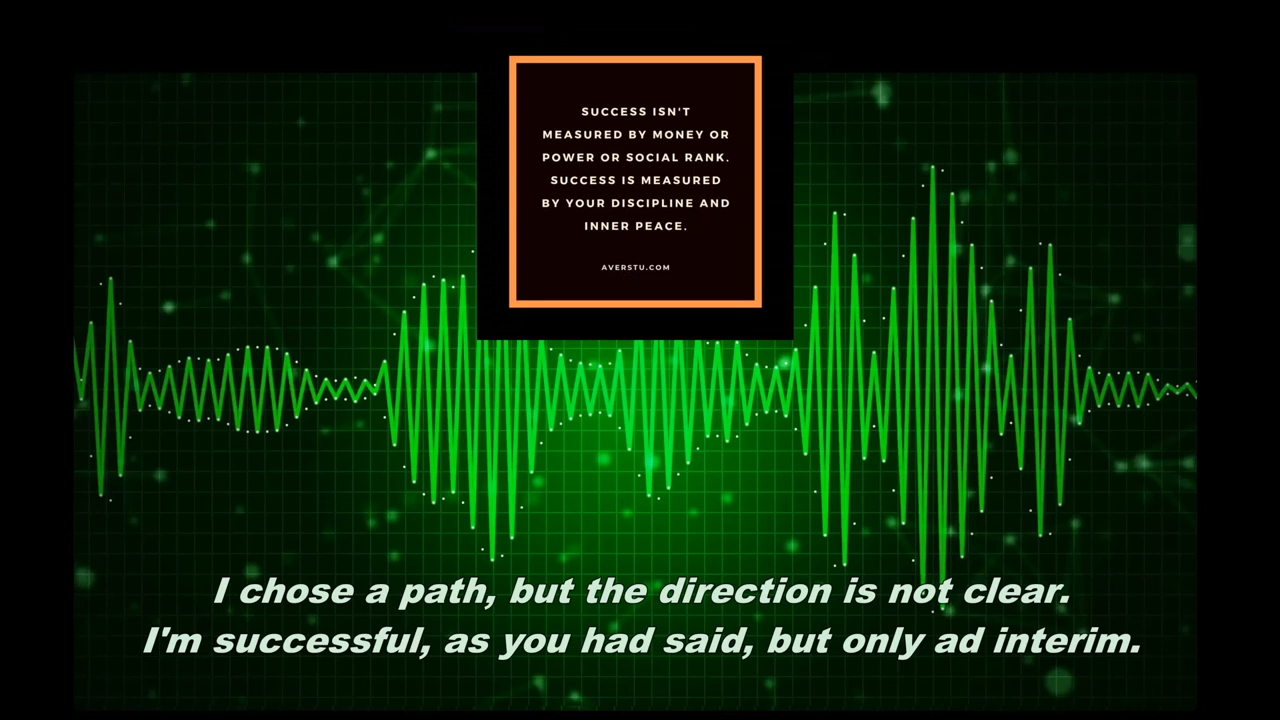 SUCCESS ISN'T
MEASURED BY MONEY OR
POWER OR SOCIAL RANK.
SUCCESS IS MEASURED
BY YOUR DISCIPLINE AND
INNER PEACE.
AVERSTU.COM
I chose a path, but the direction is not clear.
I'm successful, as you had said, but only ad interim.